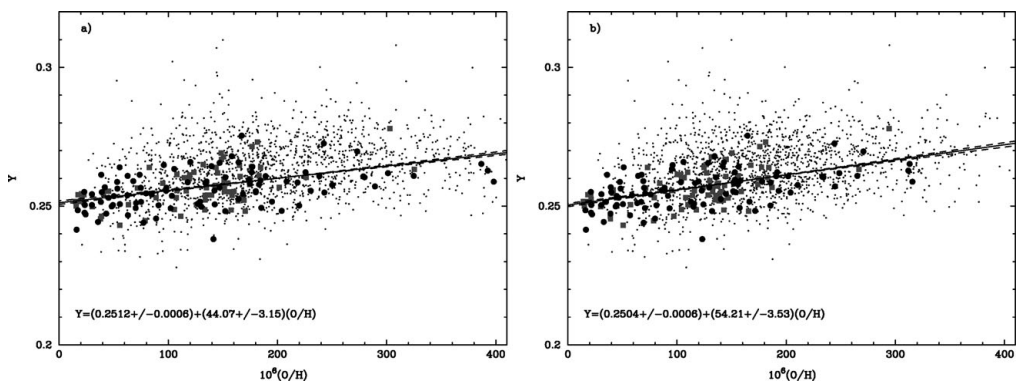 a)
0.3
0.25
0.2
Y
0 100 200 300 400
10⁶(O/H)
Y=(0.2512+/−0.0006)+(44.07+/−3.15)(O/H)
b)
0.3
0.25
0.2
Y
0 100 200 300 400
10⁶(O/H)
Y=(0.2504+/−0.0006)+(54.21+/−3.53)(O/H)